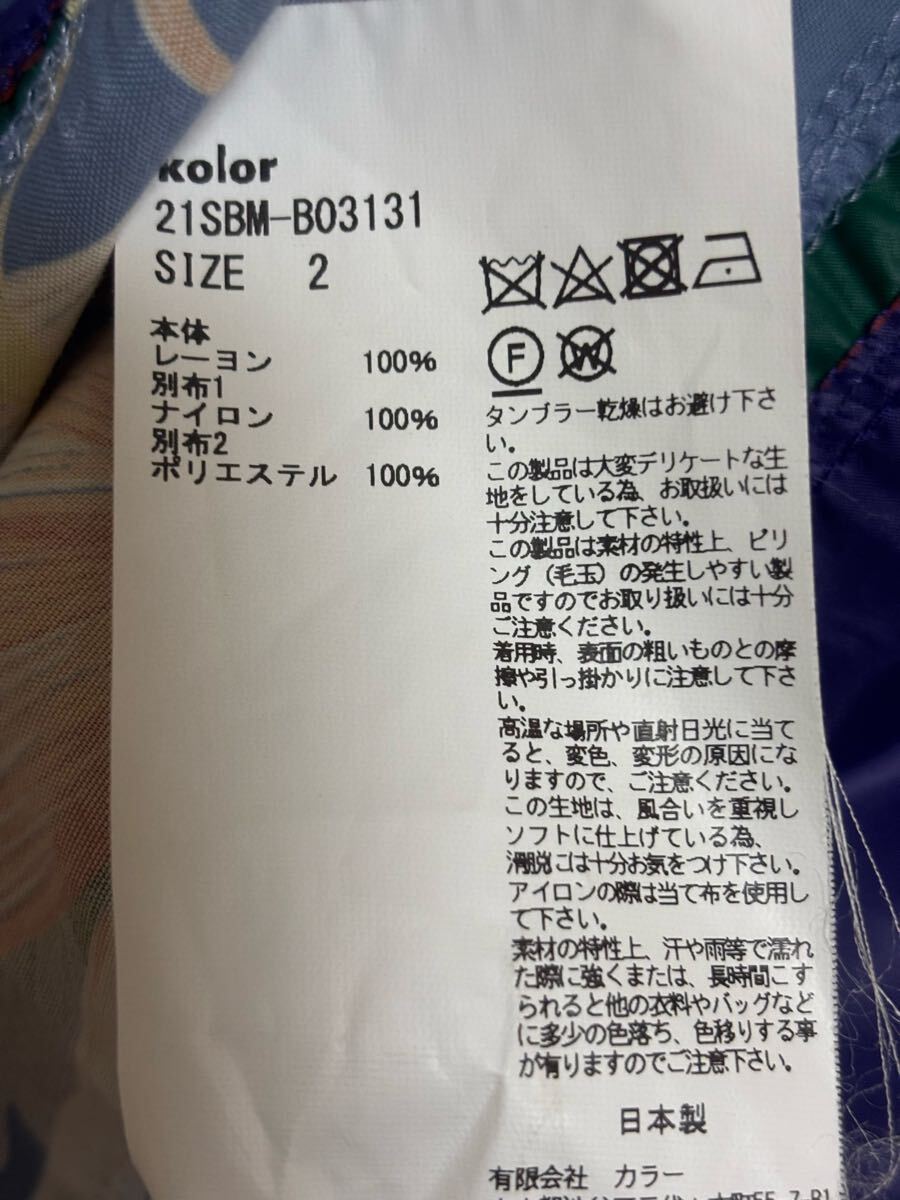 kolor
21SBM-B03131
SIZE 2
本体
レーヨン 100%
別布1
ナイロン 100%
別布2
ポリエステル 100%
F
W
タンブラー乾燥はお避け下さ
い。
この製品は大変デリケートな生
地をしている為、お取扱いには
十分注意して下さい。
この製品は素材の特性上、ピリ
ング(毛玉)の発生しやすい製
品ですのでお取り扱いには十分
ご注意ください。
着用時、表面の粗いものとの摩
擦や引っ掛かりに注意して下さ
い。
高温な場所や直射日光に当て
ると、変色、変形の原因にな
りますので、ご注意ください。
この生地は、風合いを重視し
ソフトに仕上げている為、
滑脱には十分お気をつけ下さい。
アイロンの際は当て布を使用し
て下さい。
素材の特性上、汗や雨等で濡れ
た際に強くまたは、長時間こす
られると他の衣料やバッグなど
に多少の色落ち、色移りする事
が有りますのでご注意下さい。
日本製
有限会社 カラー